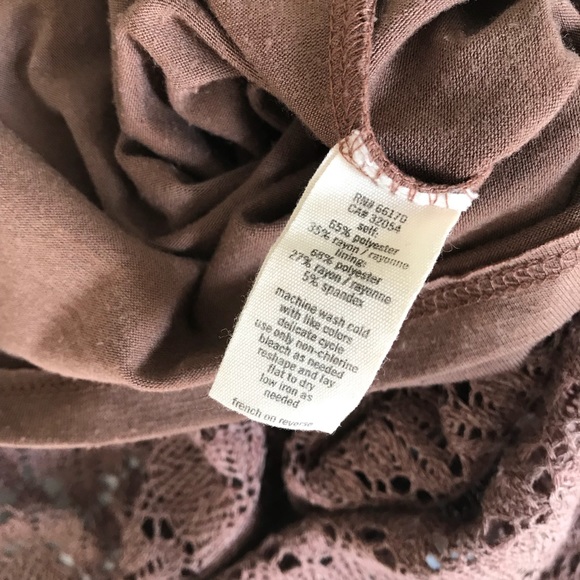 RN# 66170
CA# 32054
self:
65% polyester
35% rayon / rayonne
lining:
68% polyester
27% rayon / rayonne
5% spandex
machine wash cold
with like colors
delicate cycle
use only non-chlorine
bleach as needed
reshape and lay
flat to dry
low iron as
needed
french on reverse